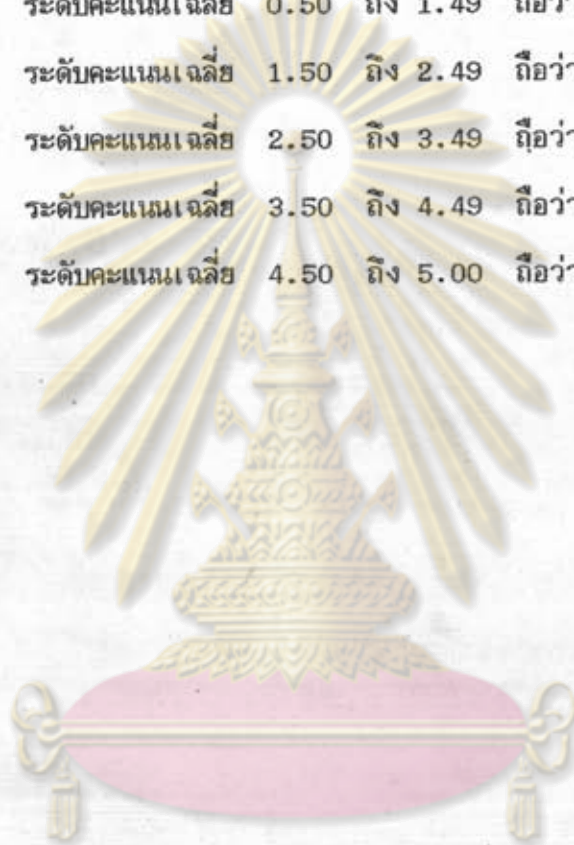 ระดับคะแนนเฉลี่ย 0.50 ถึง 1.49 ถือว่า
ระดับคะแนนเฉลี่ย 1.50 ถึง 2.49 ถือว่า
ระดับคะแนนเฉลี่ย 2.50 ถึง 3.49 ถือว่า
ระดับคะแนนเฉลี่ย 3.50 ถึง 4.49 ถือว่า
ระดับคะแนนเฉลี่ย 4.50 ถึง 5.00 ถือว่า